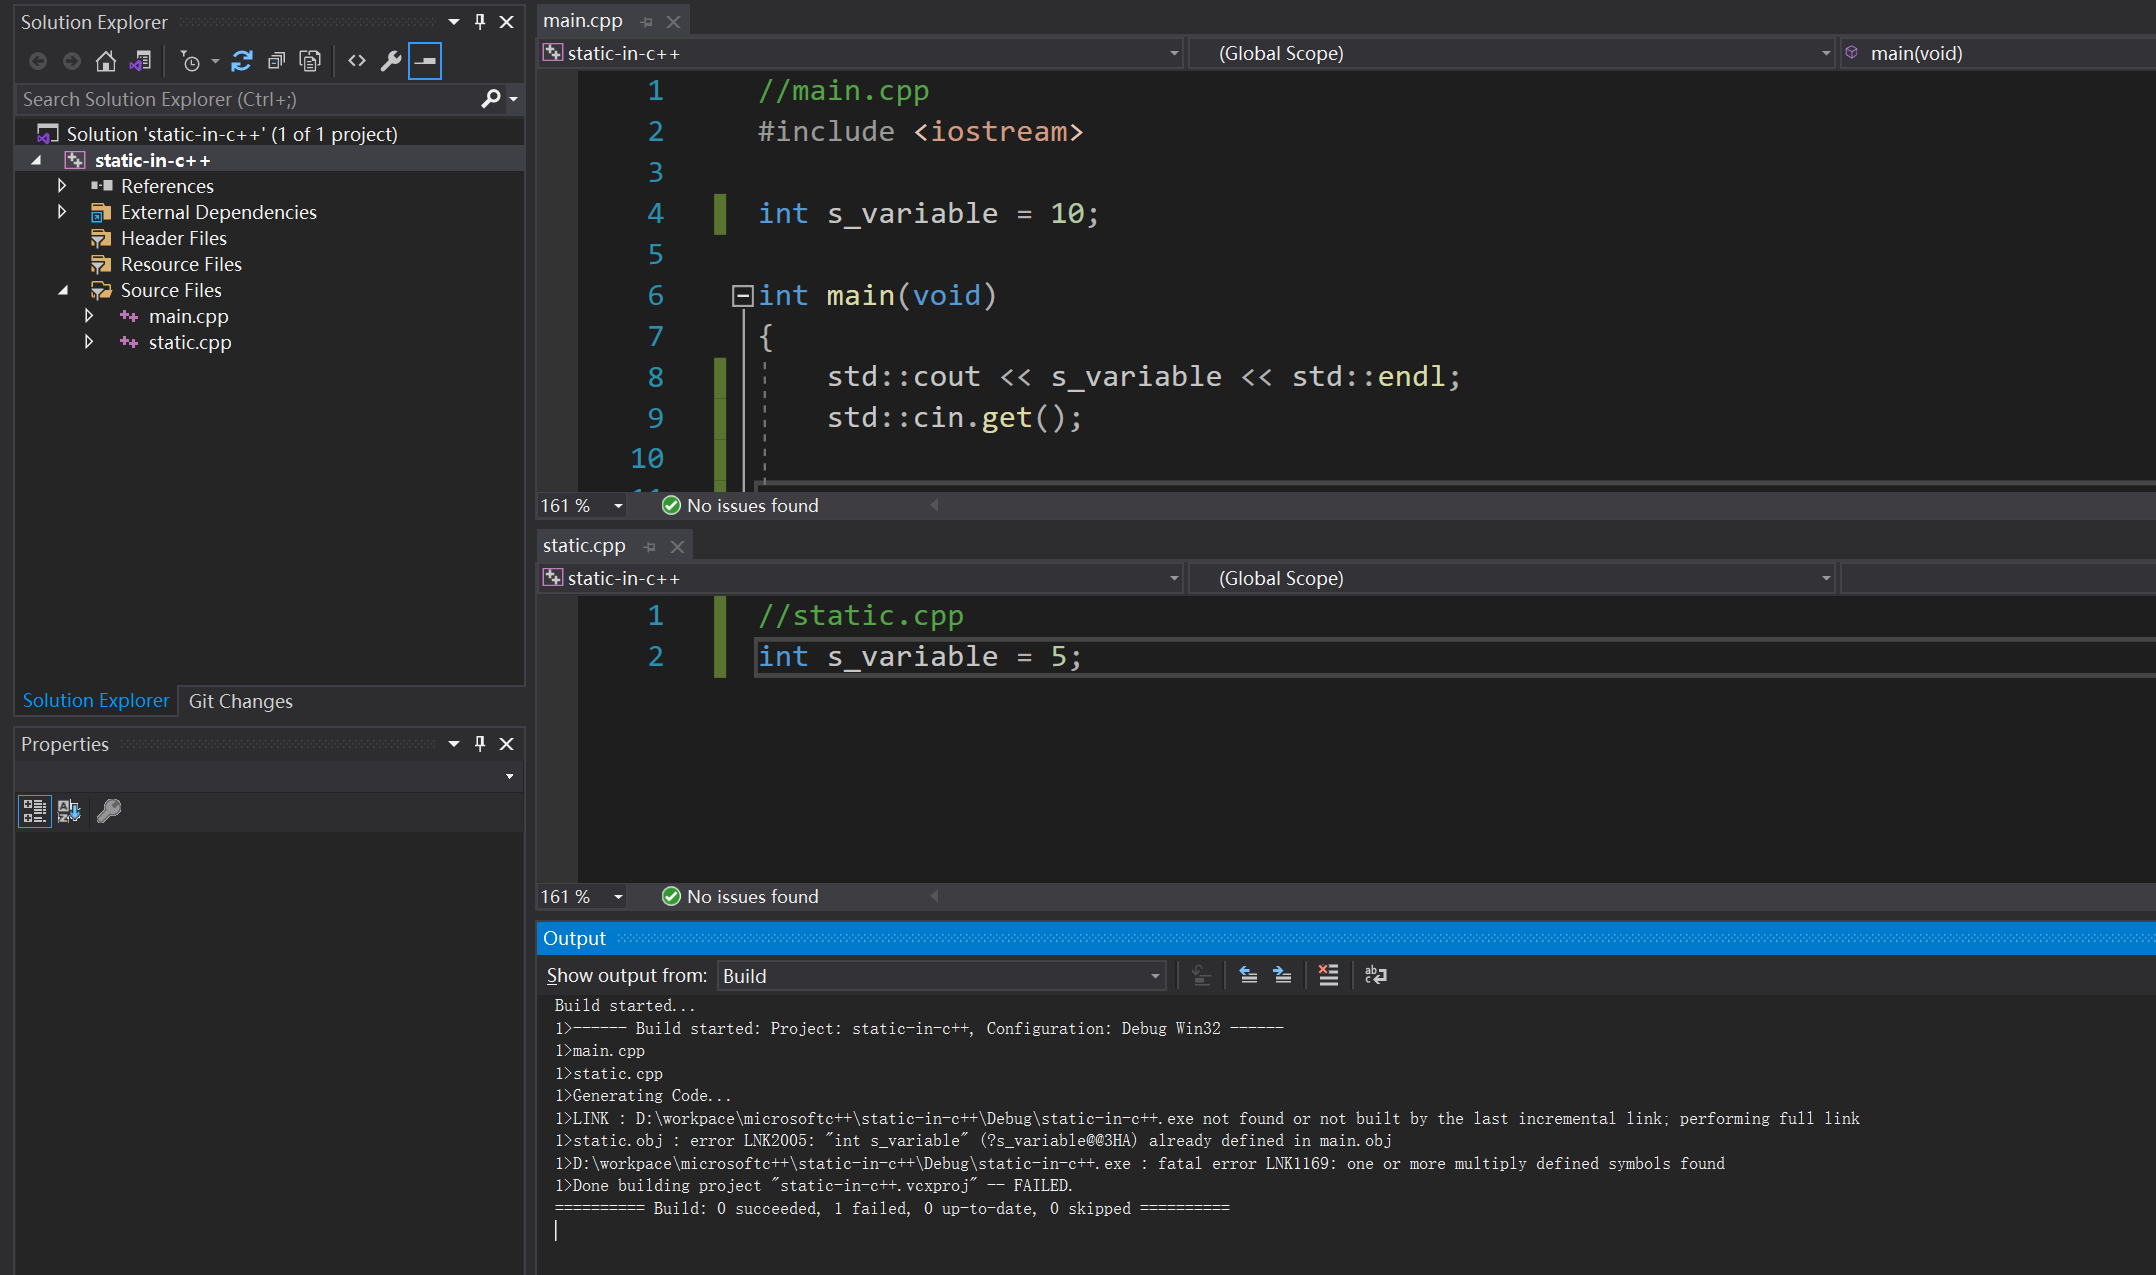 Solution Explorer
Search Solution Explorer (Ctrl+;)
Solution 'static-in-c++' (1 of 1 project)
static-in-c++
References
External Dependencies
Header Files
Resource Files
Source Files
main.cpp
static.cpp
Solution Explorer
Git Changes
Properties
main.cpp
static-in-c++
(Global Scope)
main(void)
1 //main.cpp
2 #include <iostream>
3
4 int s_variable = 10;
5
6 int main(void)
7 {
8 std::cout << s_variable << std::endl;
9 std::cin.get();
10
11
161 %
No issues found
static.cpp
static-in-c++
(Global Scope)
1 //static.cpp
2 int s_variable = 5;
161 %
No issues found
Output
Show output from: Build
Build started...
1>------ Build started: Project: static-in-c++, Configuration: Debug Win32 ------
1>main.cpp
1>static.cpp
1>Generating Code...
1>LINK : D:\workpace\microsoftc++\static-in-c++\Debug\static-in-c++.exe not found or not built by the last incremental link; performing full link
1>static.obj : error LNK2005: "int s_variable" (?s_variable@@3HA) already defined in main.obj
1>D:\workpace\microsoftc++\static-in-c++\Debug\static-in-c++.exe : fatal error LNK1169: one or more multiply defined symbols found
1>Done building project "static-in-c++.vcxproj" -- FAILED.
========== Build: 0 succeeded, 1 failed, 0 up-to-date, 0 skipped ==========